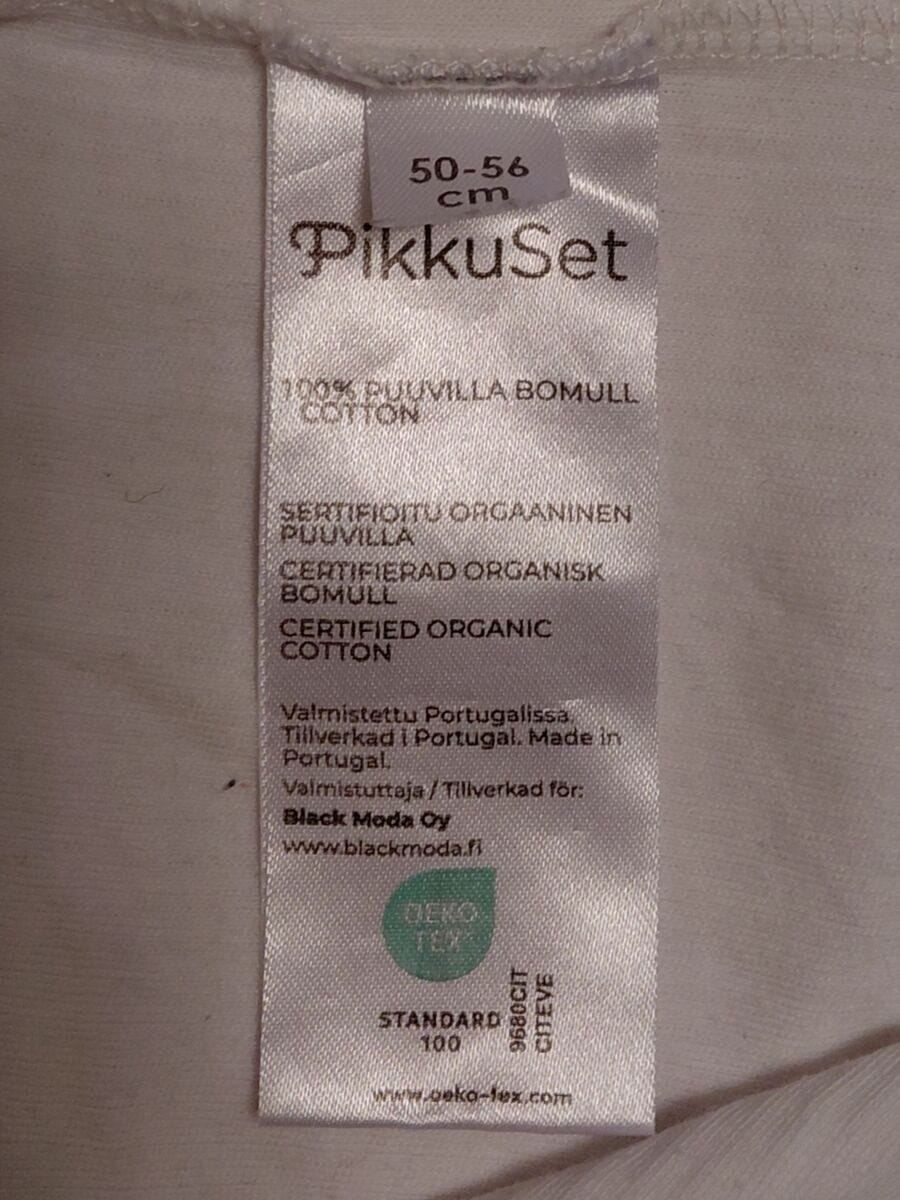 50-56
cm
PikkuSet
100% PUUVILLA BOMULL
COTTON
SERTIFIOITU ORGAANINEN
PUUVILLA
CERTIFIERAD ORGANISK
BOMULL
CERTIFIED ORGANIC
COTTON
Valmistettu Portugalissa.
Tillverkad i Portugal. Made in
Portugal.
Valmistuttaja / Tillverkad för:
Black Moda Oy
www.blackmoda.fi
OEKO
TEX®
STANDARD
100
9680CIT
CITEVE
www.oeko-tex.com